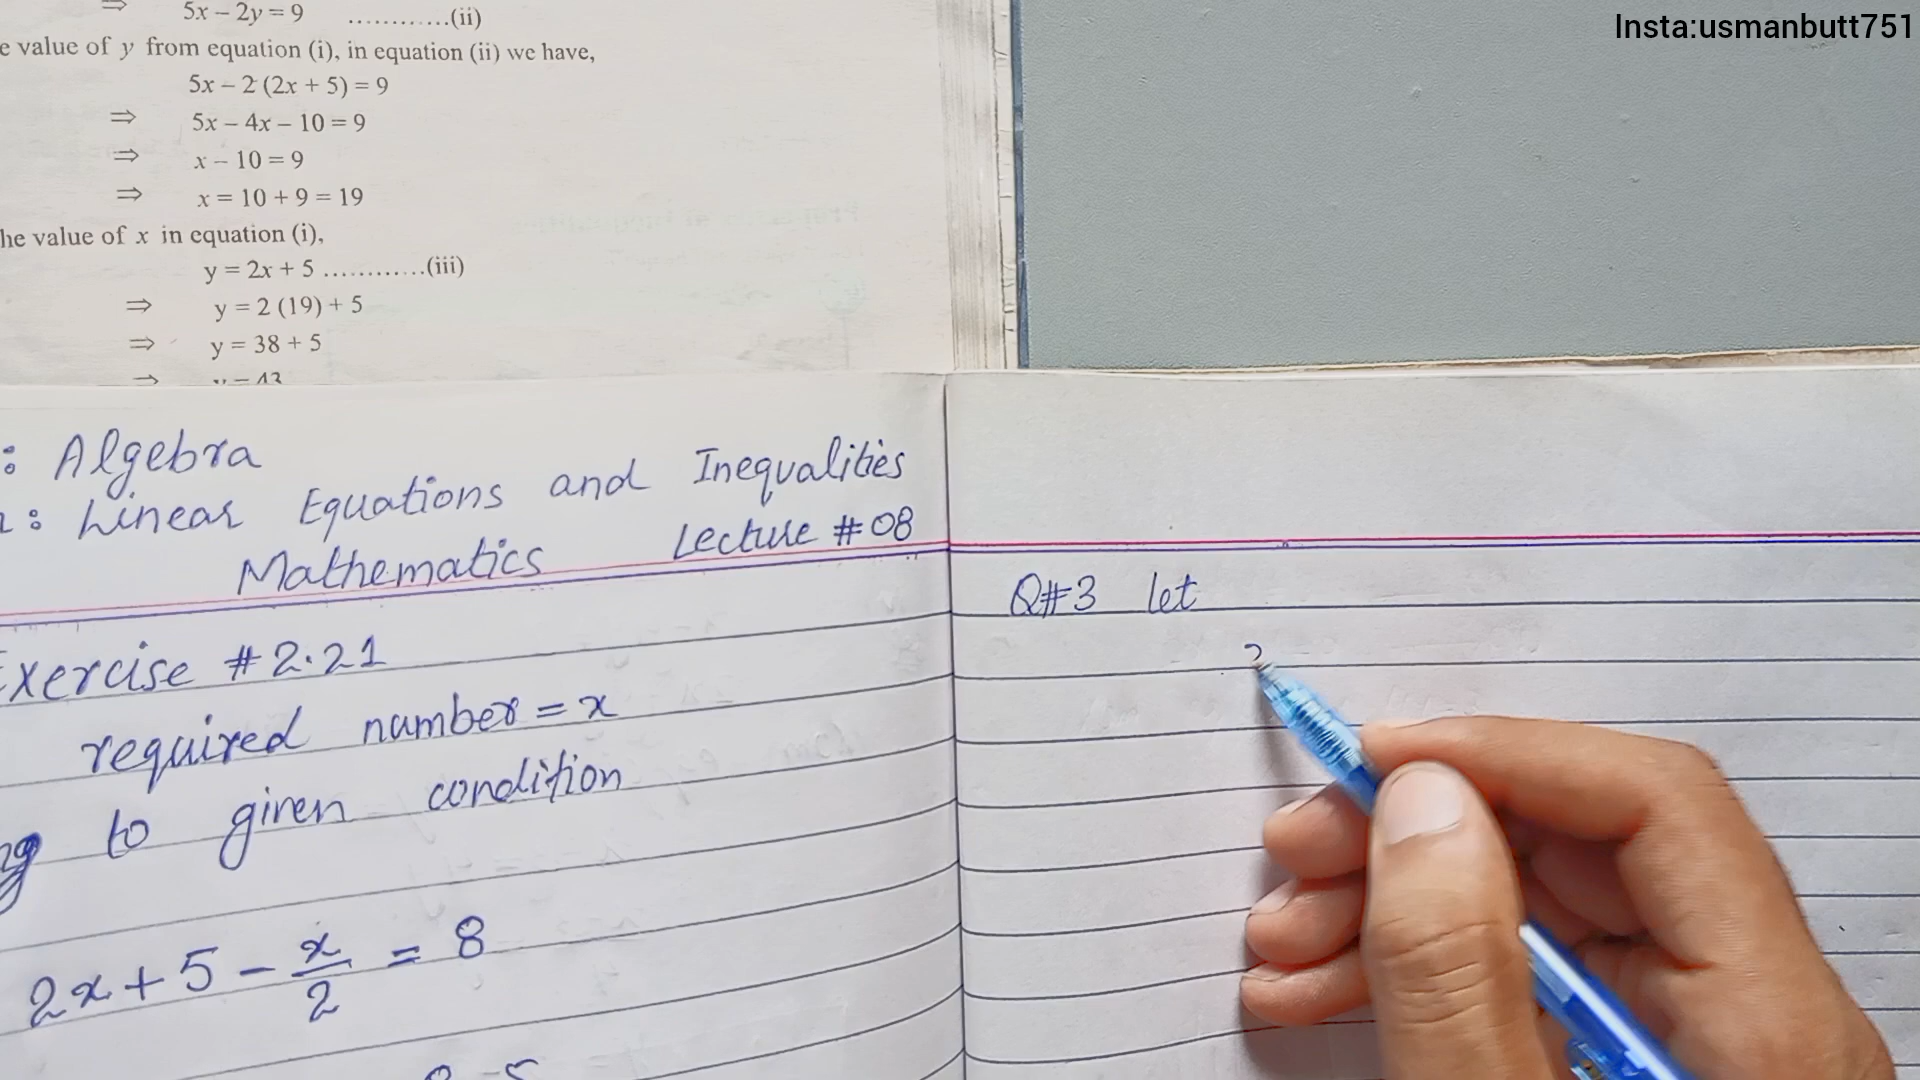 Insta:usmanbutt751
⇒ 5x – 2y = 9 ............(ii)
e value of y from equation (i), in equation (ii) we have,
5x – 2 (2x + 5) = 9
⇒ 5x – 4x – 10 = 9
⇒ x – 10 = 9
⇒ x = 10 + 9 = 19
he value of x in equation (i),
y = 2x + 5 ............(iii)
⇒ y = 2 (19) + 5
⇒ y = 38 + 5
: Algebra
: Linear Equations and Inequalities
Mathematics Lecture #08
Exercise #2.21
required number = x
to given condition
2x + 5 - x/2 = 8
Q#3 let